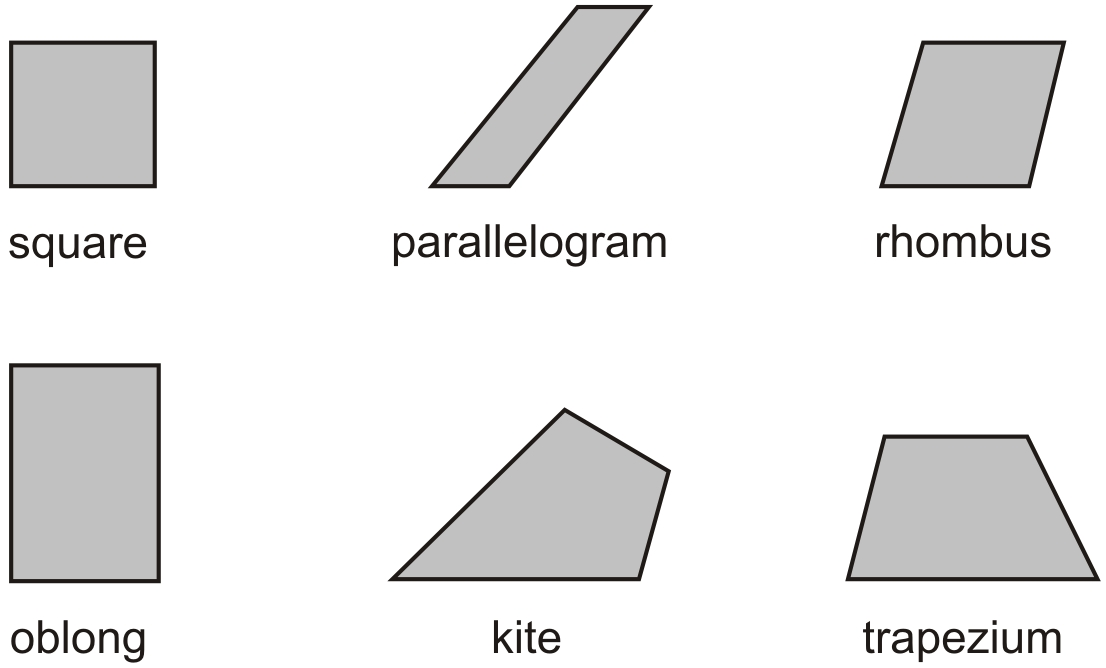 square
parallelogram
rhombus
oblong
kite
trapezium